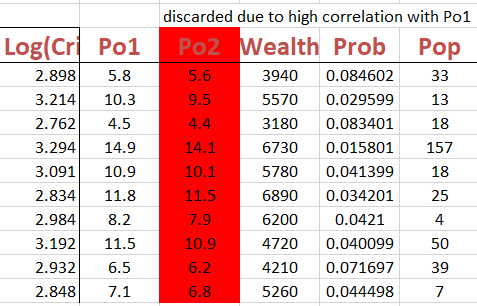 discarded due to high correlation with Po1
Log(Cri Po1 Po2 Wealth Prob Pop
2.898 5.8 5.6 3940 0.084602 33
3.214 10.3 9.5 5570 0.029599 13
2.762 4.5 4.4 3180 0.083401 18
3.294 14.9 14.1 6730 0.015801 157
3.091 10.9 10.1 5780 0.041399 18
2.834 11.8 11.5 6890 0.034201 25
2.984 8.2 7.9 6200 0.0421 4
3.192 11.5 10.9 4720 0.040099 50
2.932 6.5 6.2 4210 0.071697 39
2.848 7.1 6.8 5260 0.044498 7